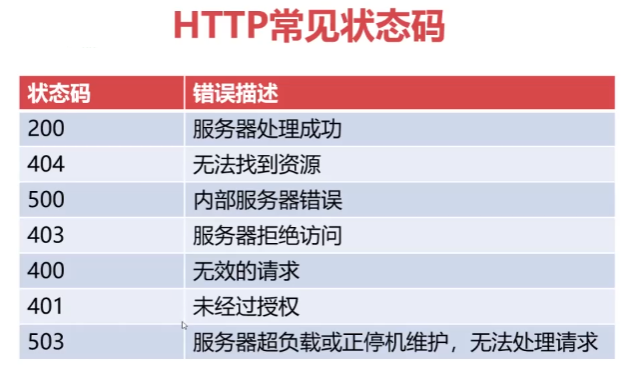 HTTP常见状态码
状态码 错误描述
200 服务器处理成功
404 无法找到资源
500 内部服务器错误
403 服务器拒绝访问
400 无效的请求
401 未经过授权
503 服务器超负载或正停机维护，无法处理请求